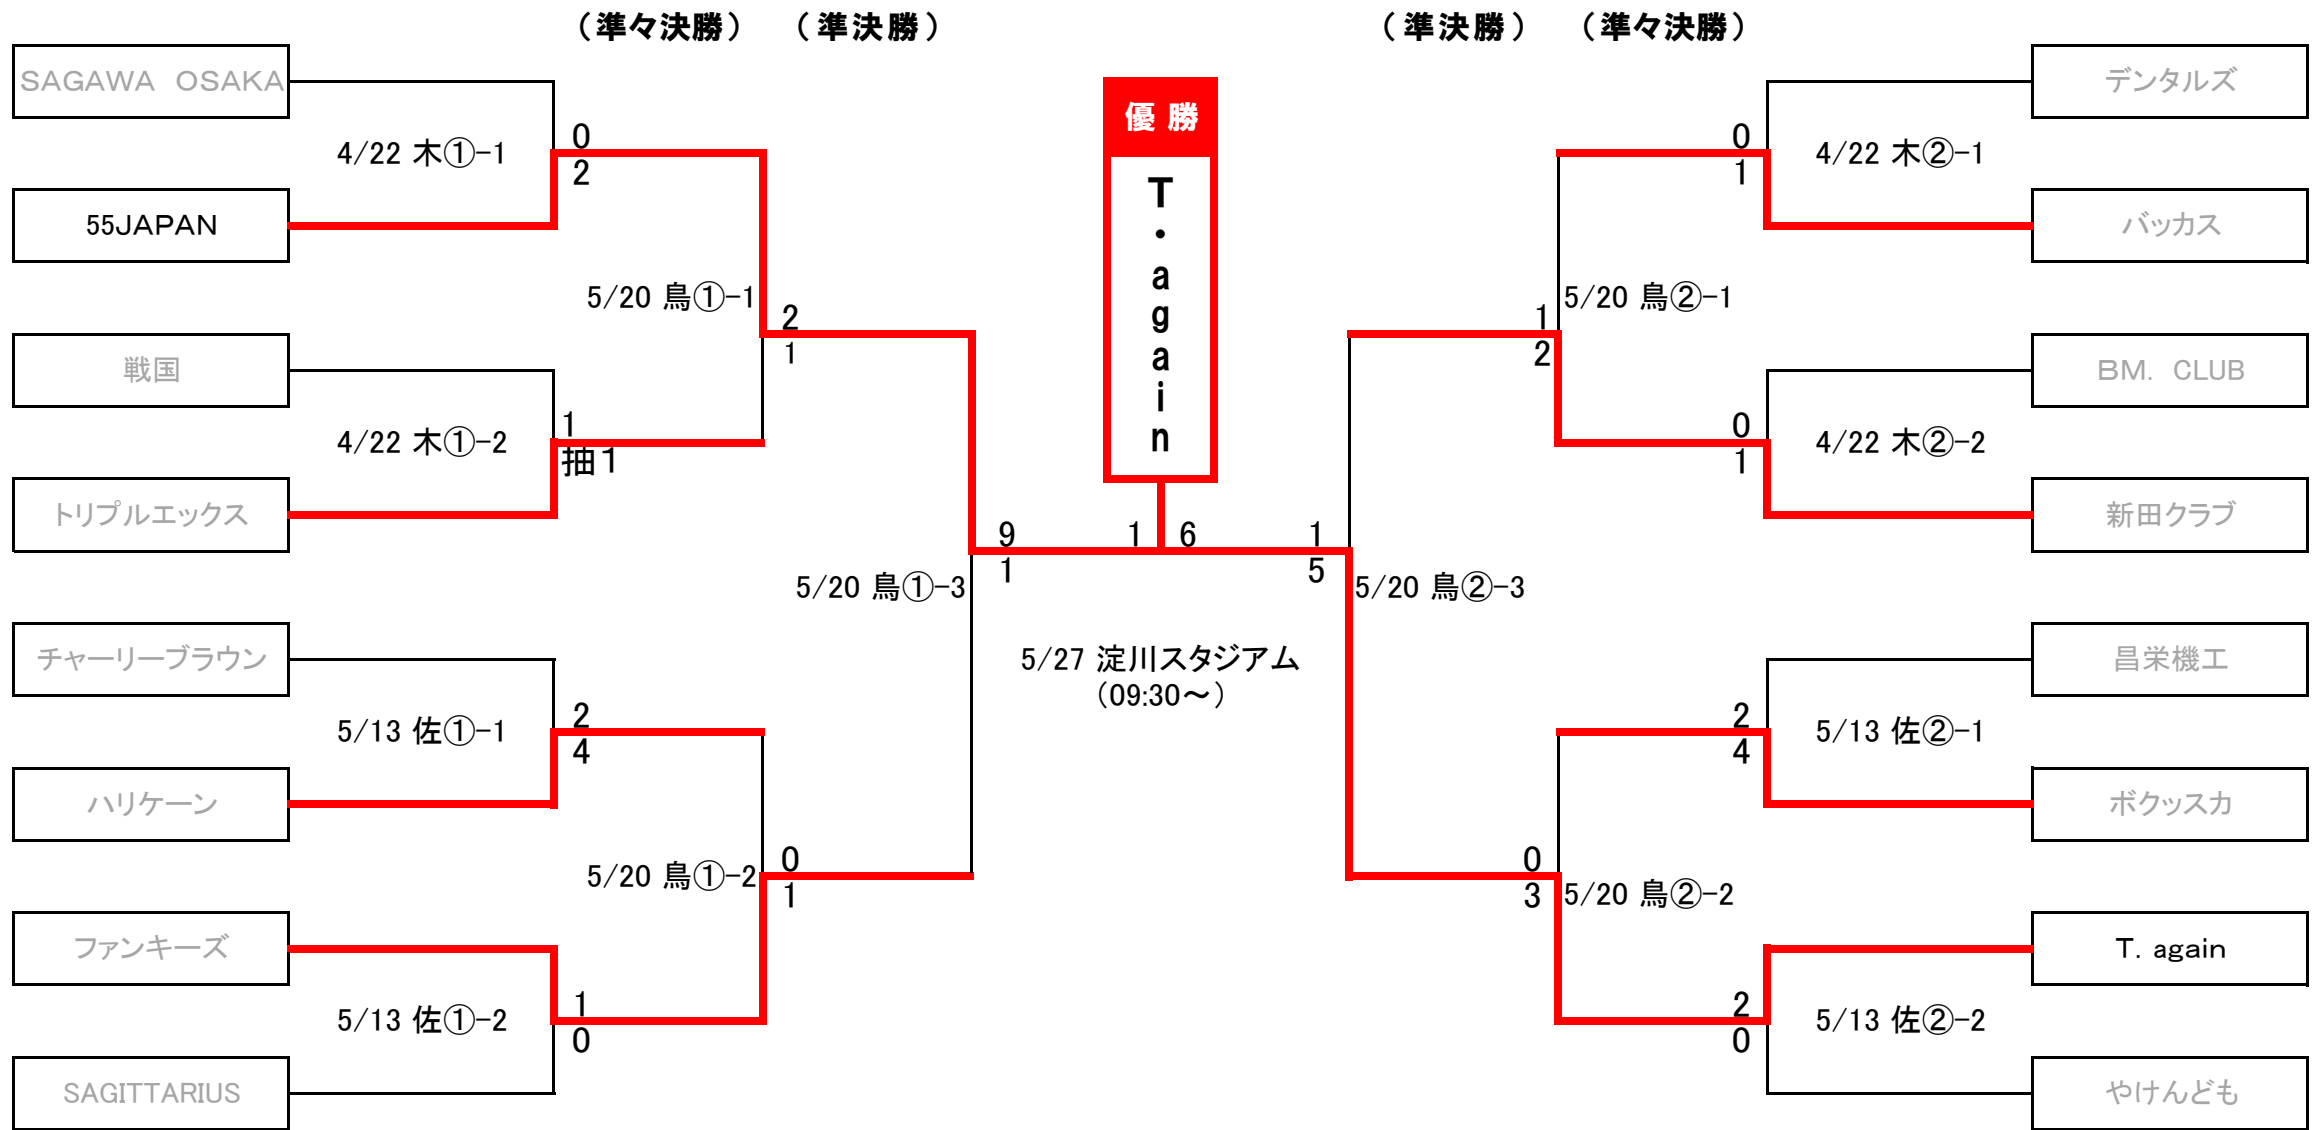 （準々決勝）　（準決勝）　（準決勝）　（準々決勝）
SAGAWA　OSAKA
4/22 木①-1
0
2
55JAPAN
5/20 鳥①-1
2
1
戦国
4/22 木①-2
1
抽1
トリプルエックス
5/20 鳥①-3
9
1
チャーリーブラウン
5/13 佐①-1
2
4
ハリケーン
5/20 鳥①-2
0
1
ファンキーズ
5/13 佐①-2
1
0
SAGITTARIUS
優勝
T・again
1 6
5/27 淀川スタジアム
（09:30～）
デンタルズ
0
1
4/22 木②-1
バッカス
1
2
5/20 鳥②-1
BM.　CLUB
0
1
4/22 木②-2
新田クラブ
1
5
5/20 鳥②-3
昌栄機工
2
4
5/13 佐②-1
ボクッスカ
0
3
5/20 鳥②-2
T. again
2
0
5/13 佐②-2
やけんども